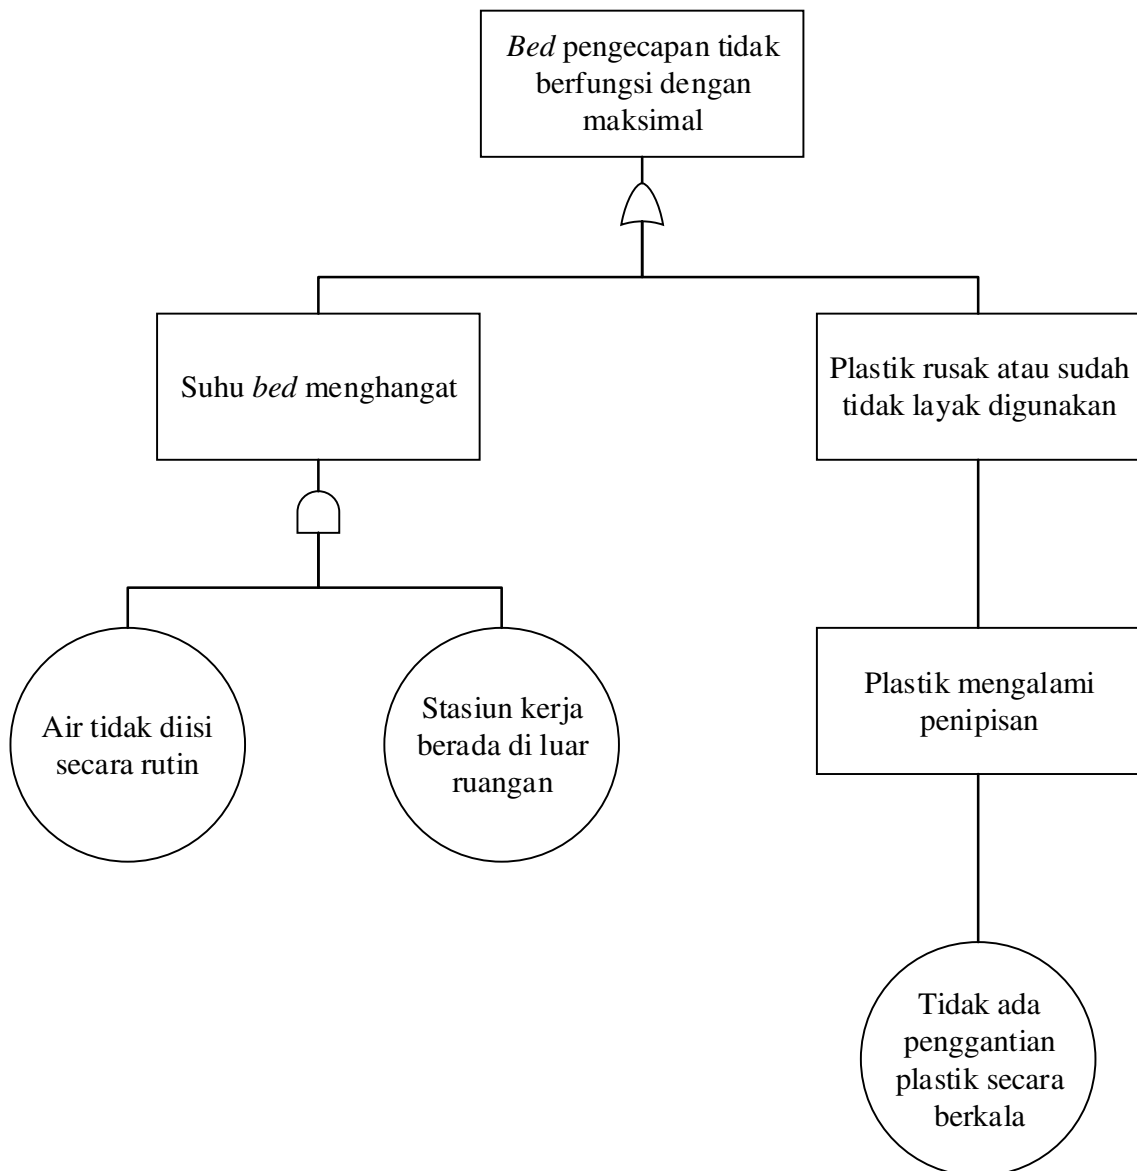 Bed pengecapan tidak
berfungsi dengan
maksimal
Suhu bed menghangat
Plastik rusak atau sudah
tidak layak digunakan
Air tidak diisi
secara rutin
Stasiun kerja
berada di luar
ruangan
Plastik mengalami
penipisan
Tidak ada
penggantian
plastik secara
berkala